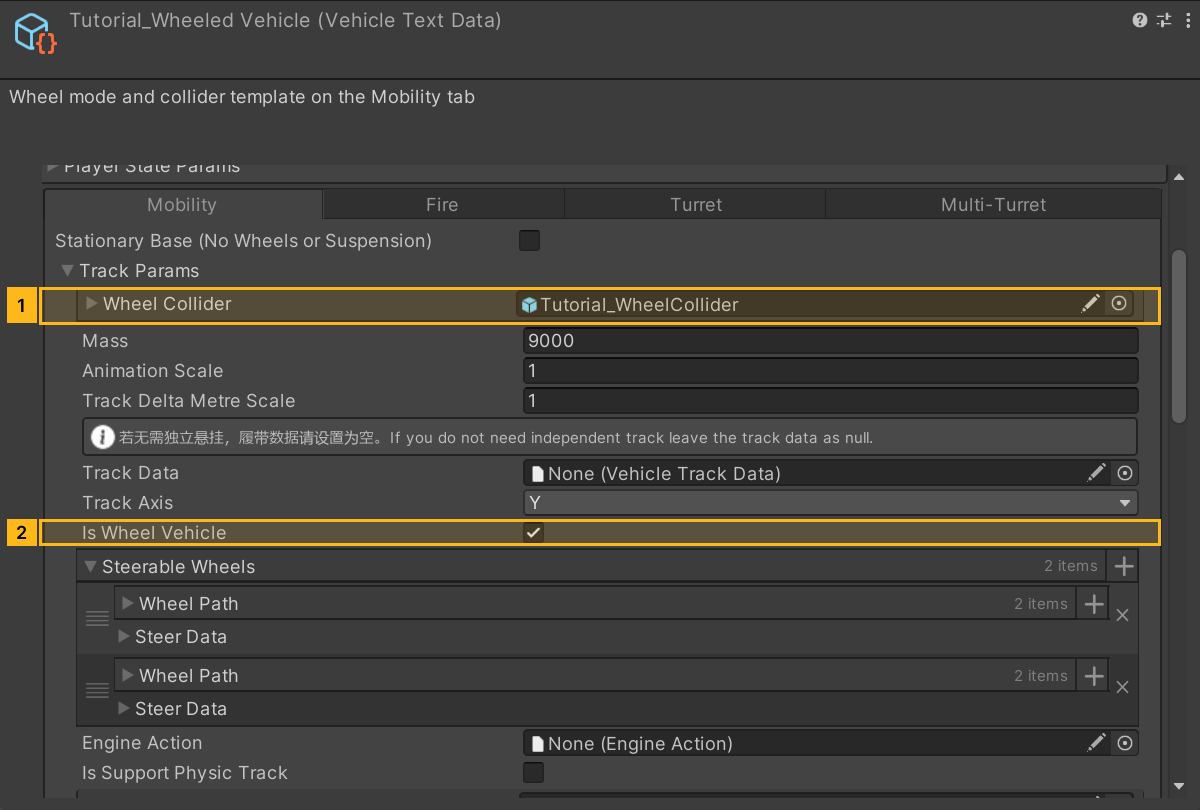 Tutorial_Wheeled Vehicle (Vehicle Text Data)
Wheel mode and collider template on the Mobility tab
Player State Params
Mobility Fire Turret Multi-Turret
Stationary Base (No Wheels or Suspension)
Track Params
1 Wheel Collider Tutorial_WheelCollider
Mass 9000
Animation Scale 1
Track Delta Metre Scale 1
若无需独立悬挂，履带数据请设置为空。If you do not need independent track leave the track data as null.
Track Data None (Vehicle Track Data)
Track Axis Y
2 Is Wheel Vehicle
Steerable Wheels 2 items
Wheel Path 2 items
Steer Data
Wheel Path 2 items
Steer Data
Engine Action None (Engine Action)
Is Support Physic Track